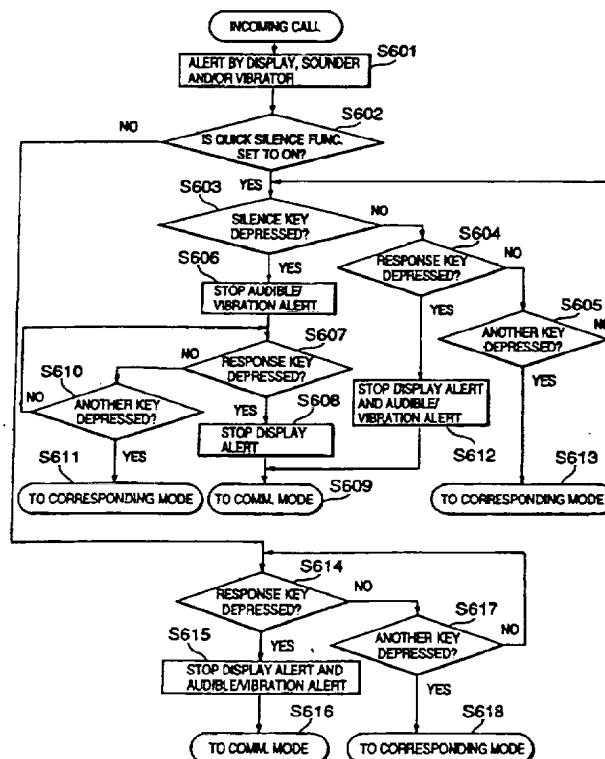 INCOMING CALL
S601
ALERT BY DISPLAY, SOUNDER
AND/OR VIBRATOR
S602
NO
IS QUICK SILENCE FUNC.
SET TO ON?
YES
S603
SILENCE KEY
DEPRESSED?
NO
S604
RESPONSE KEY
DEPRESSED?
NO
S606
YES
STOP AUDIBLE/
VIBRATION ALERT
YES
S605
ANOTHER KEY
DEPRESSED?
NO
S607
NO
RESPONSE KEY
DEPRESSED?
YES
S610
NO
ANOTHER KEY
DEPRESSED?
YES
S608
STOP DISPLAY
ALERT
STOP DISPLAY ALERT
AND AUDIBLE/
VIBRATION ALERT
S612
YES
S611
TO CORRESPONDING MODE
TO COMM. MODE
S609
S613
TO CORRESPONDING MODE
S614
RESPONSE KEY
DEPRESSED?
NO
S617
S615
YES
ANOTHER KEY
DEPRESSED?
NO
STOP DISPLAY ALERT AND
AUDIBLE/VIBRATION ALERT
YES
S616
TO COMM. MODE
S618
TO CORRESPONDING MODE